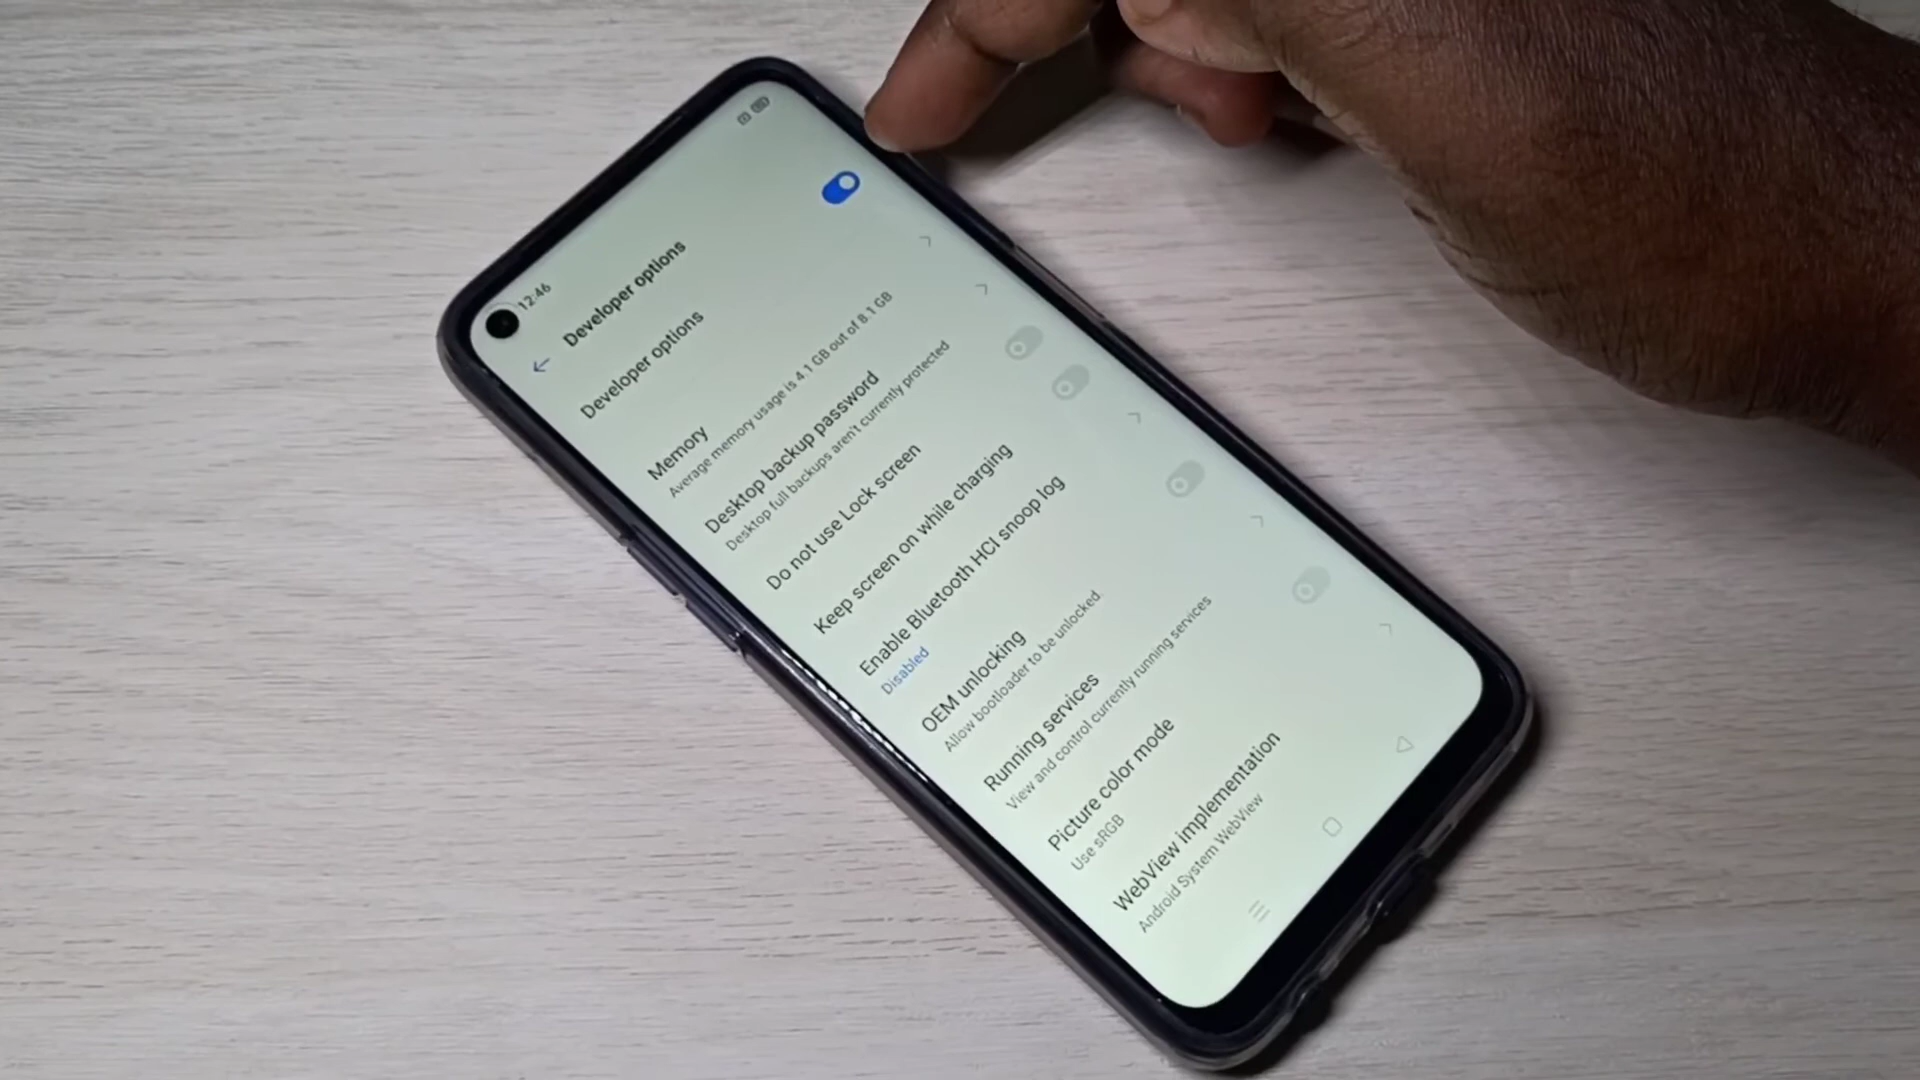 12:46
Developer options
Developer options
Memory
Average memory usage is 4.1 GB out of 8.1 GB
Desktop backup password
Desktop full backups aren't currently protected
Do not use Lock screen
Keep screen on while charging
Enable Bluetooth HCI snoop log
Disabled
OEM unlocking
Allow bootloader to be unlocked.
Running services
View and control currently running services
Picture color mode
Use sRGB
WebView implementation
Android System WebView